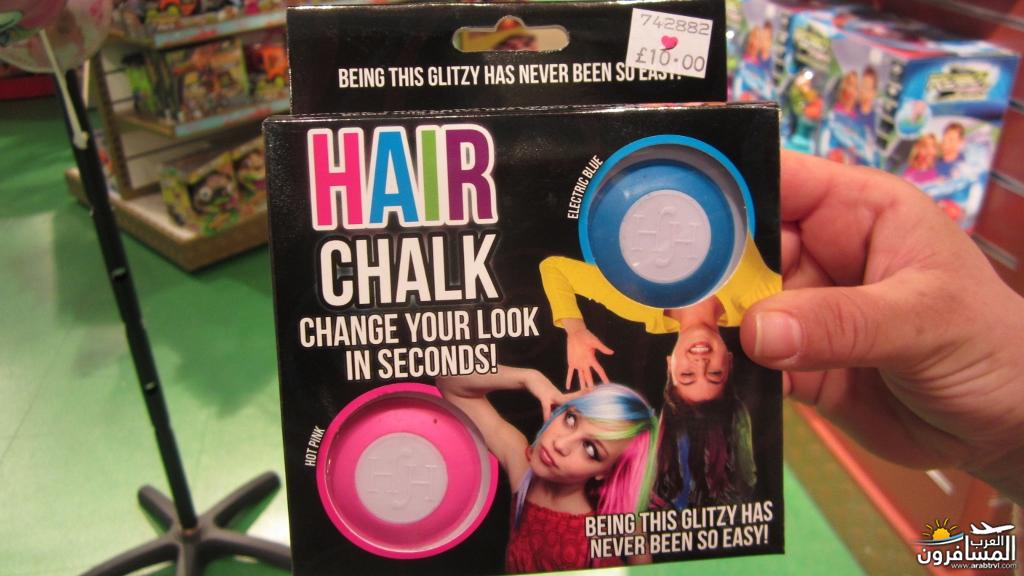 742882
£10.00
BEING THIS GLITZY HAS NEVER BEEN SO EASY!
HAIR
CHALK
CHANGE YOUR LOOK
IN SECONDS!
ELECTRIC BLUE
HOT PINK
BEING THIS GLITZY HAS
NEVER BEEN SO EASY!
العرب
المسافرون
www.arabtrvl.com